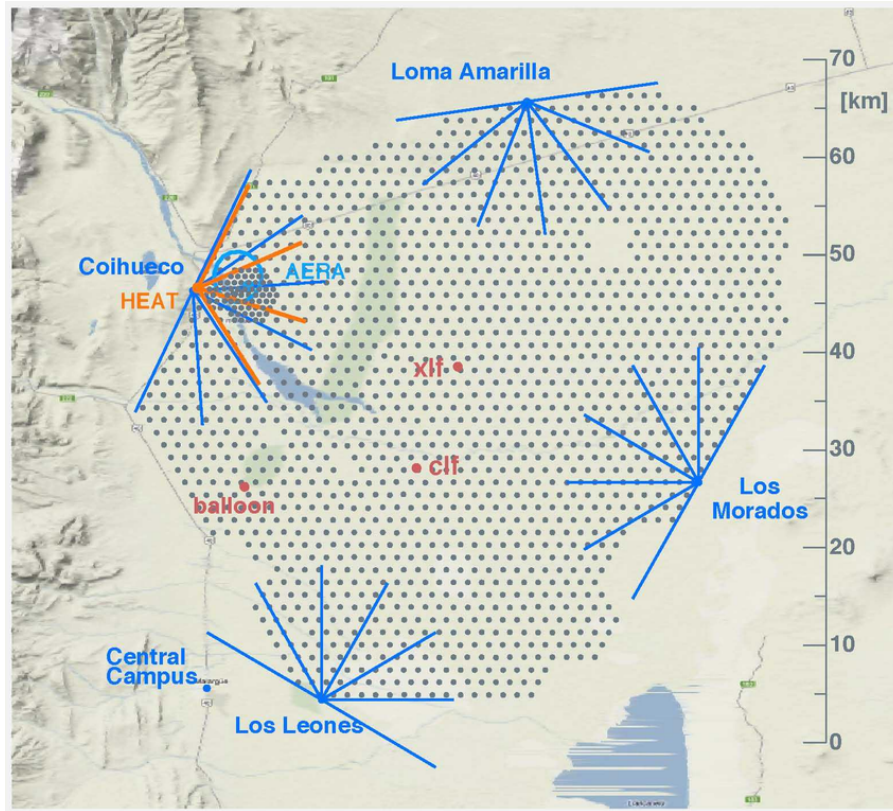 70
[km]
Loma Amarilla
60
50
Coihueco
AERA
HEAT
40
xlf
30
clf
balloon
Los
Morados
20
10
Central
Campus
Los Leones
0